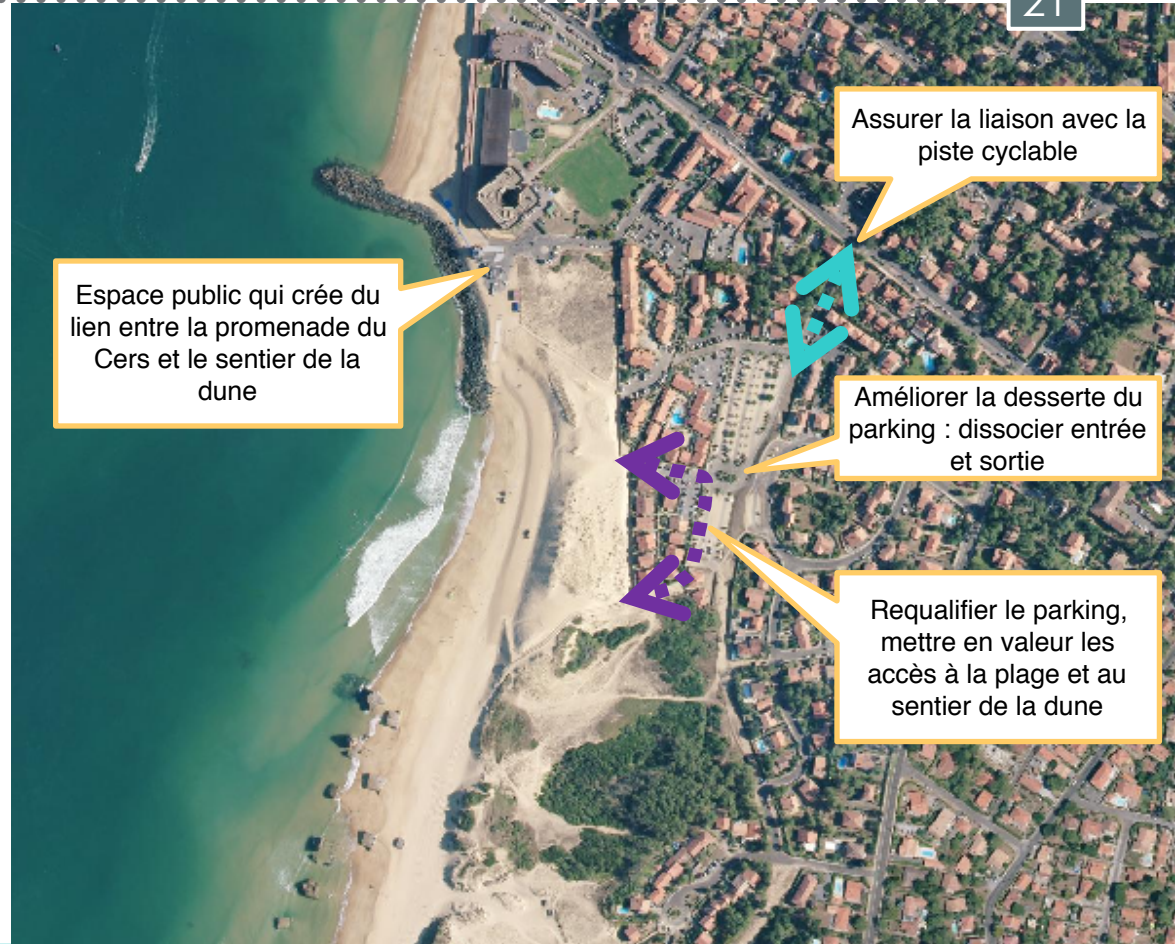 21
Assurer la liaison avec la
piste cyclable
Espace public qui crée du
lien entre la promenade du
Cers et le sentier de la
dune
Améliorer la desserte du
parking : dissocier entrée
et sortie
Requalifier le parking,
mettre en valeur les
accès à la plage et au
sentier de la dune